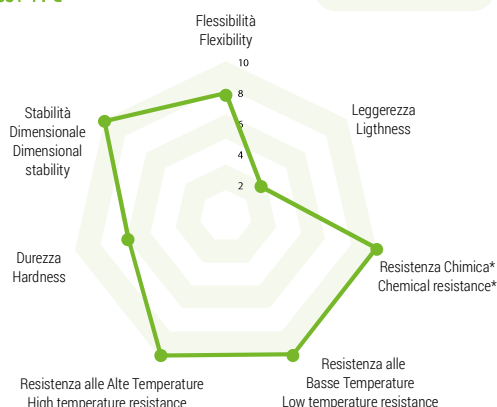 Flessibilità
Flexibility
10
8
6
4
2
Leggerezza
Ligthness
Stabilità
Dimensionale
Dimensional
stability
Durezza
Hardness
Resistenza Chimica*
Chemical resistance*
Resistenza alle
Basse Temperature
Low temperature resistance
Resistenza alle Alte Temperature
High temperature resistance